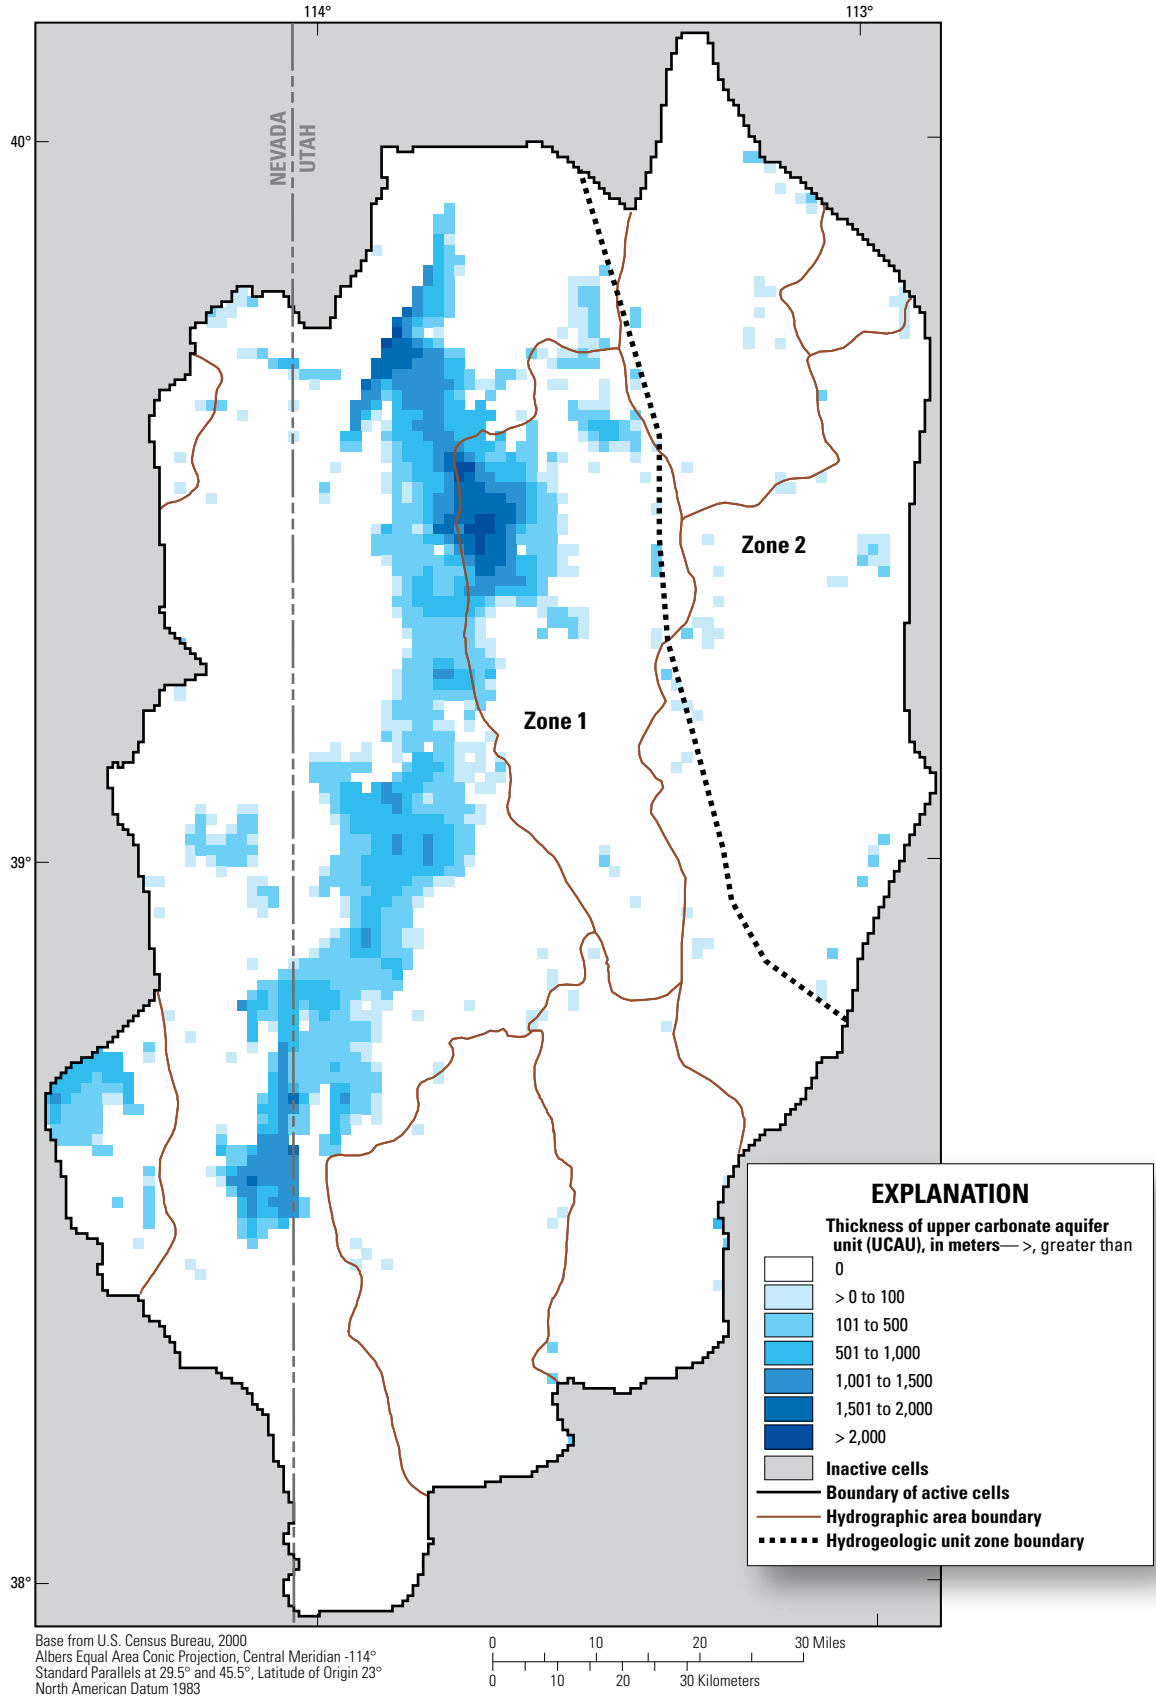 114°
113°
40°
NEVADA
UTAH
Zone 2
Zone 1
39°
EXPLANATION
Thickness of upper carbonate aquifer
unit (UCAU), in meters— >, greater than
0
> 0 to 100
101 to 500
501 to 1,000
1,001 to 1,500
1,501 to 2,000
> 2,000
Inactive cells
Boundary of active cells
Hydrographic area boundary
Hydrogeologic unit zone boundary
38°
Base from U.S. Census Bureau, 2000
Albers Equal Area Conic Projection, Central Meridian -114°
Standard Parallels at 29.5° and 45.5°, Latitude of Origin 23°
North American Datum 1983
0 10 20 30 Miles
0 10 20 30 Kilometers